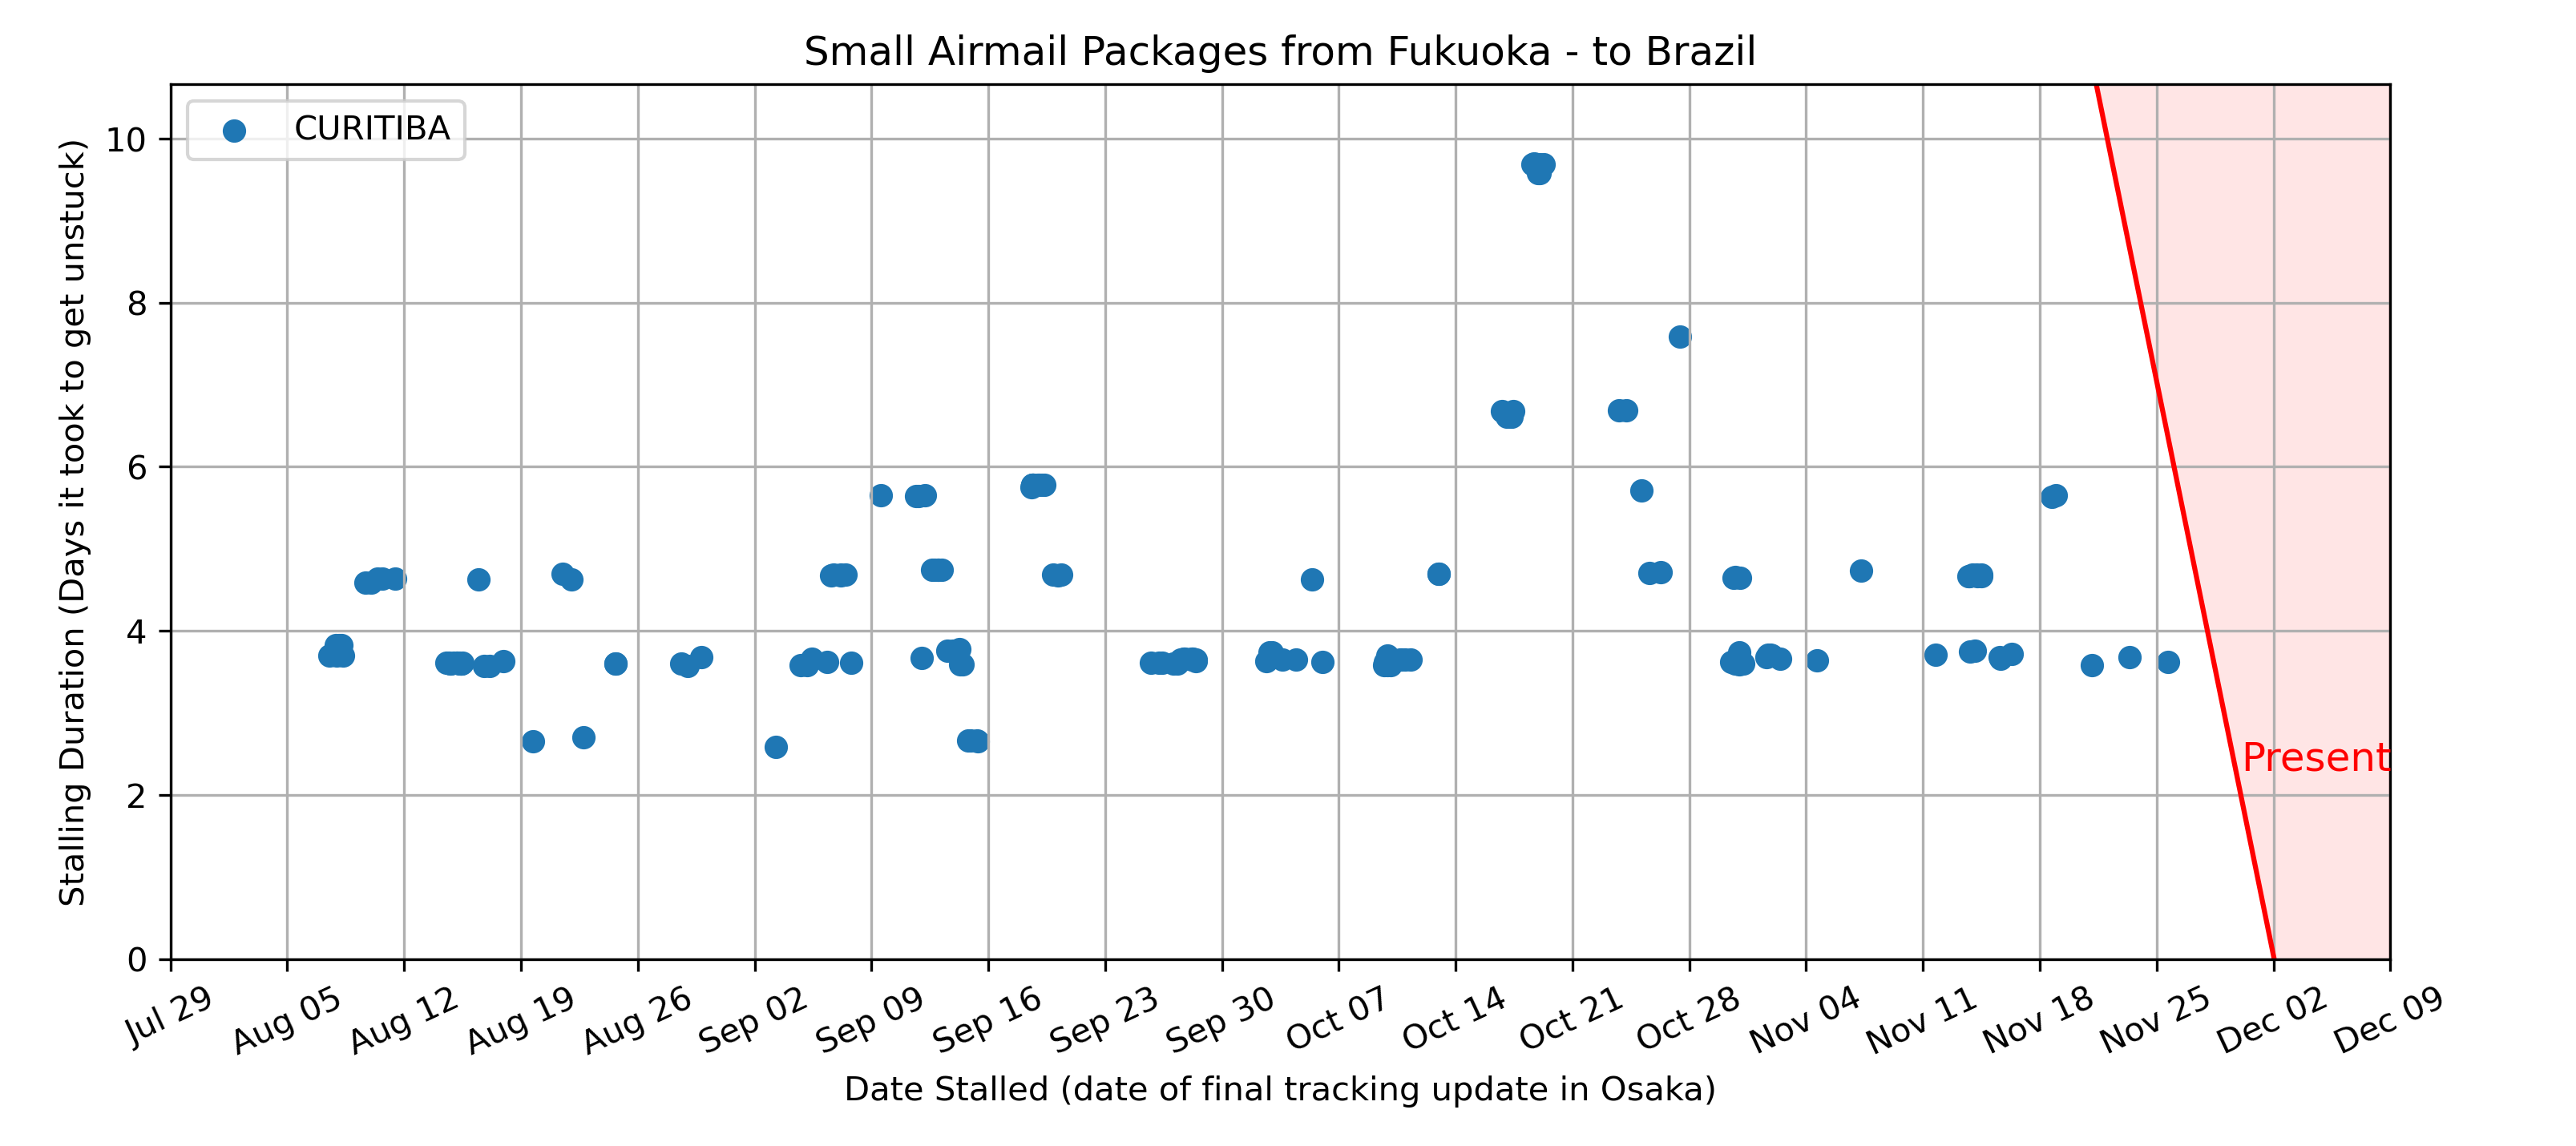 Small Airmail Packages from Fukuoka - to Brazil
CURITIBA
Stalling Duration (Days it took to get unstuck)
10
8
6
4
2
0
Present
Jul 29
Aug 05
Aug 12
Aug 19
Aug 26
Sep 02
Sep 09
Sep 16
Sep 23
Sep 30
Oct 07
Oct 14
Oct 21
Oct 28
Nov 04
Nov 11
Nov 18
Nov 25
Dec 02
Dec 09
Date Stalled (date of final tracking update in Osaka)